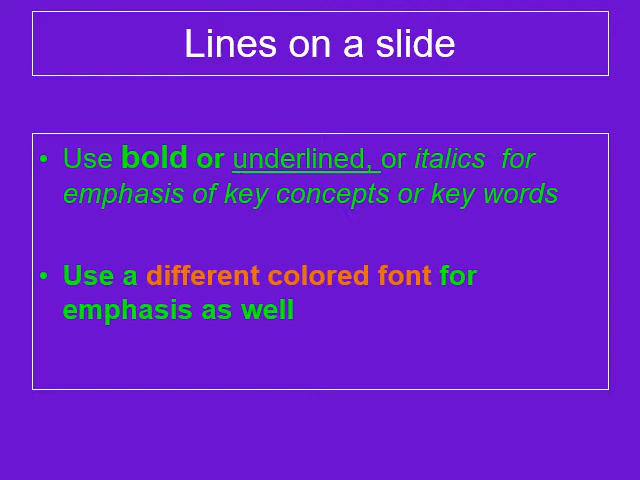 Lines on a slide
• Use bold or underlined, or italics for
emphasis of key concepts or key words
• Use a different colored font for
emphasis as well